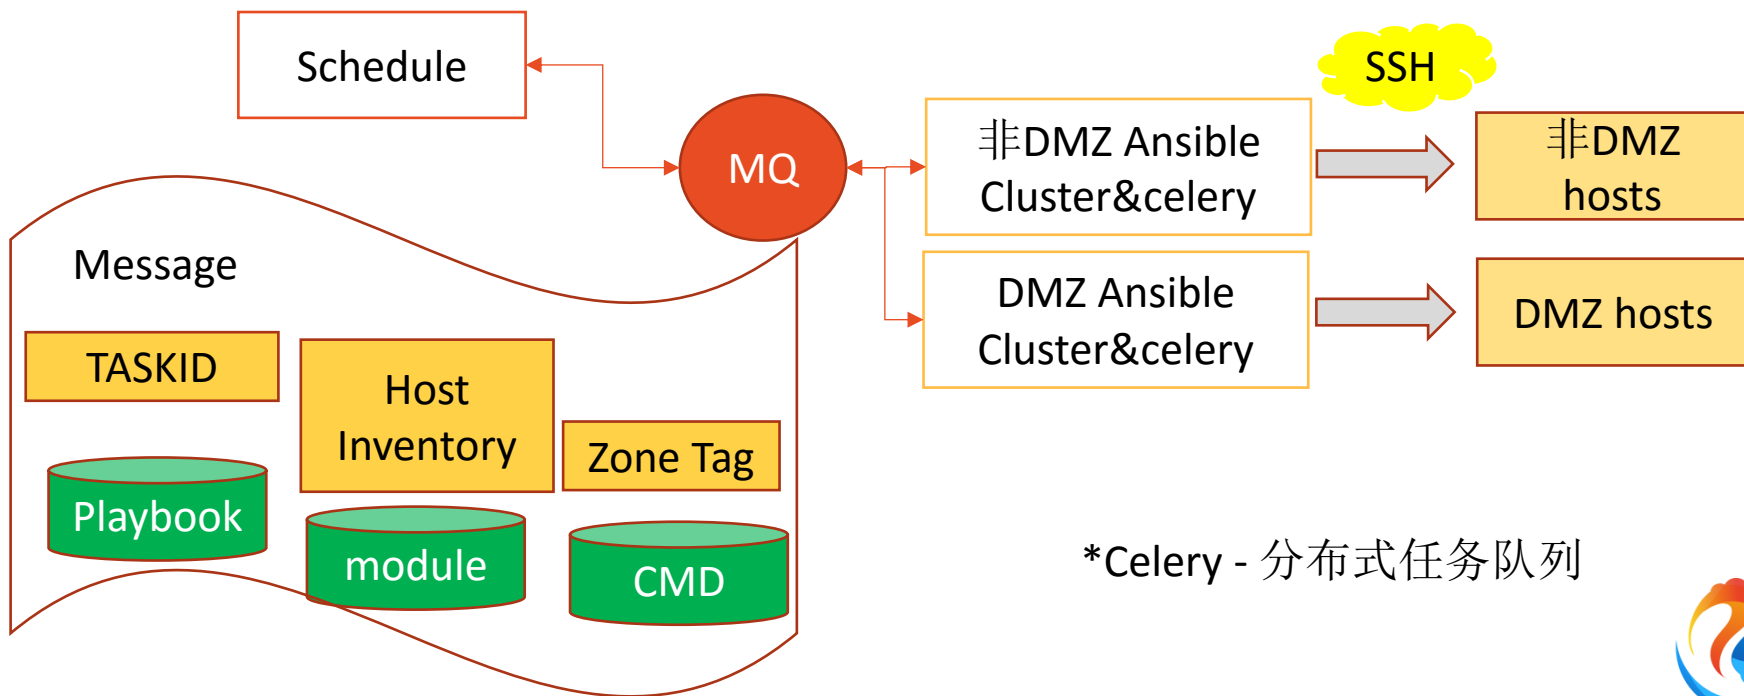 Schedule
MQ
非DMZ Ansible
Cluster&celery
SSH
非DMZ
hosts
DMZ Ansible
Cluster&celery
DMZ hosts
Message
TASKID
Host
Inventory
Zone Tag
Playbook
module
CMD
*Celery - 分布式任务队列